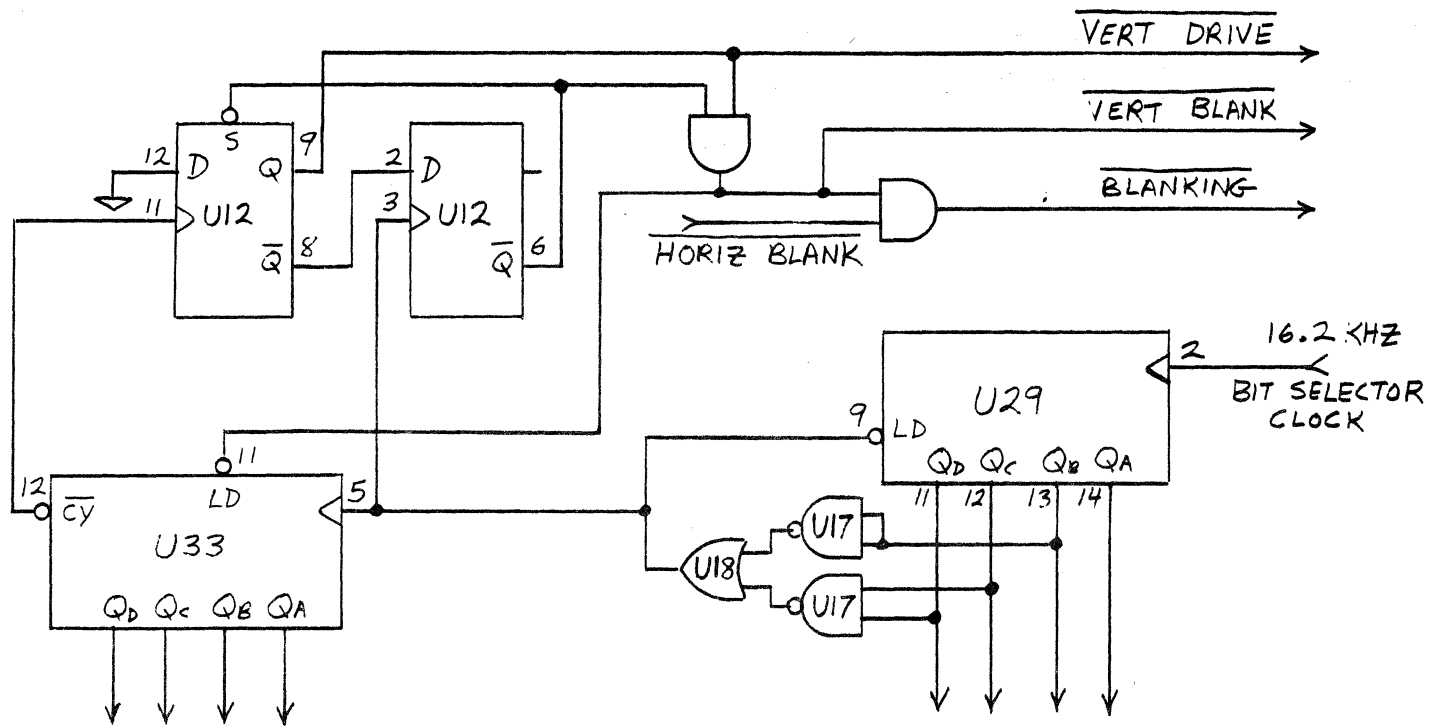 VERT DRIVE
VERT BLANK
BLANKING
S
12 D Q 9
11 U12
Q 8
2 D
3 U12
Q 6
HORIZ BLANK
16.2 KHZ
2
BIT SELECTOR
CLOCK
U29
9 LD
QD QC QB QA
11 12 13 14
11
12 CY LD 5
U33
QD QC QB QA
U17
U18
U17